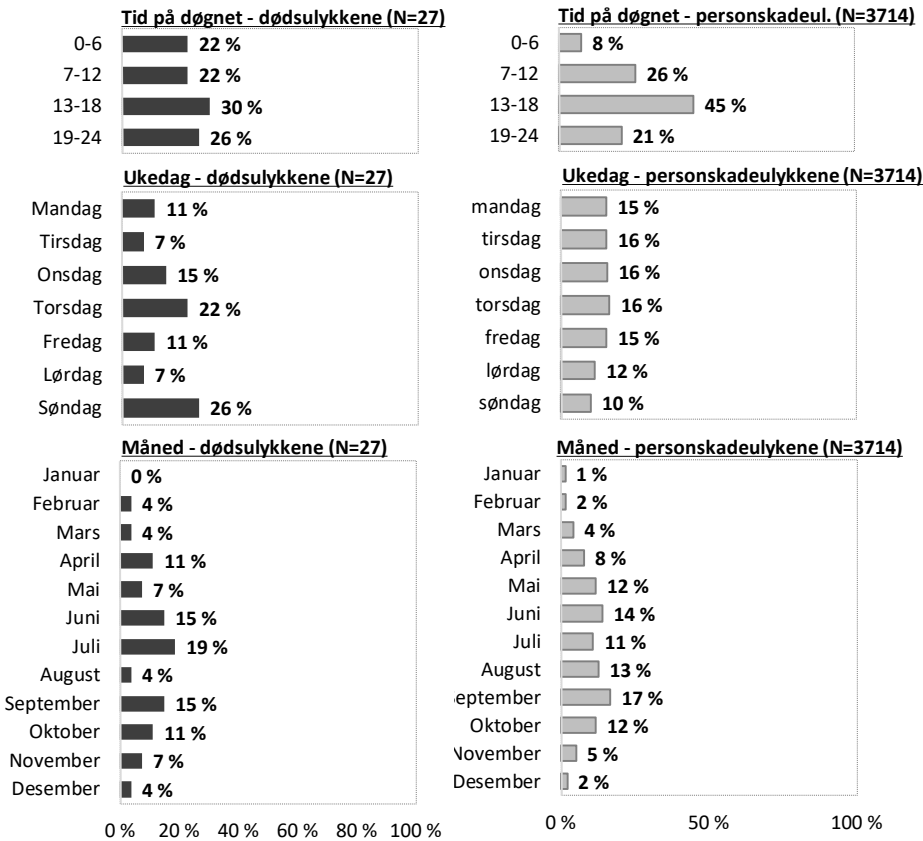 Tid på døgnet - dødsulykkene (N=27)
0-6 22 %
7-12 22 %
13-18 30 %
19-24 26 %
Ukedag - dødsulykkene (N=27)
Mandag 11 %
Tirsdag 7 %
Onsdag 15 %
Torsdag 22 %
Fredag 11 %
Lørdag 7 %
Søndag 26 %
Måned - dødsulykkene (N=27)
Januar 0 %
Februar 4 %
Mars 4 %
April 11 %
Mai 7 %
Juni 15 %
Juli 19 %
August 4 %
September 15 %
Oktober 11 %
November 7 %
Desember 4 %
0 % 20 % 40 % 60 % 80 % 100 %
Tid på døgnet - personskadeul. (N=3714)
0-6 8 %
7-12 26 %
13-18 45 %
19-24 21 %
Ukedag - personskadeulykkene (N=3714)
mandag 15 %
tirsdag 16 %
onsdag 16 %
torsdag 16 %
fredag 15 %
lørdag 12 %
søndag 10 %
Måned - personskadeulykene (N=3714)
Januar 1 %
Februar 2 %
Mars 4 %
April 8 %
Mai 12 %
Juni 14 %
Juli 11 %
August 13 %
eptember 17 %
Oktober 12 %
November 5 %
Desember 2 %
0 % 50 % 100 %